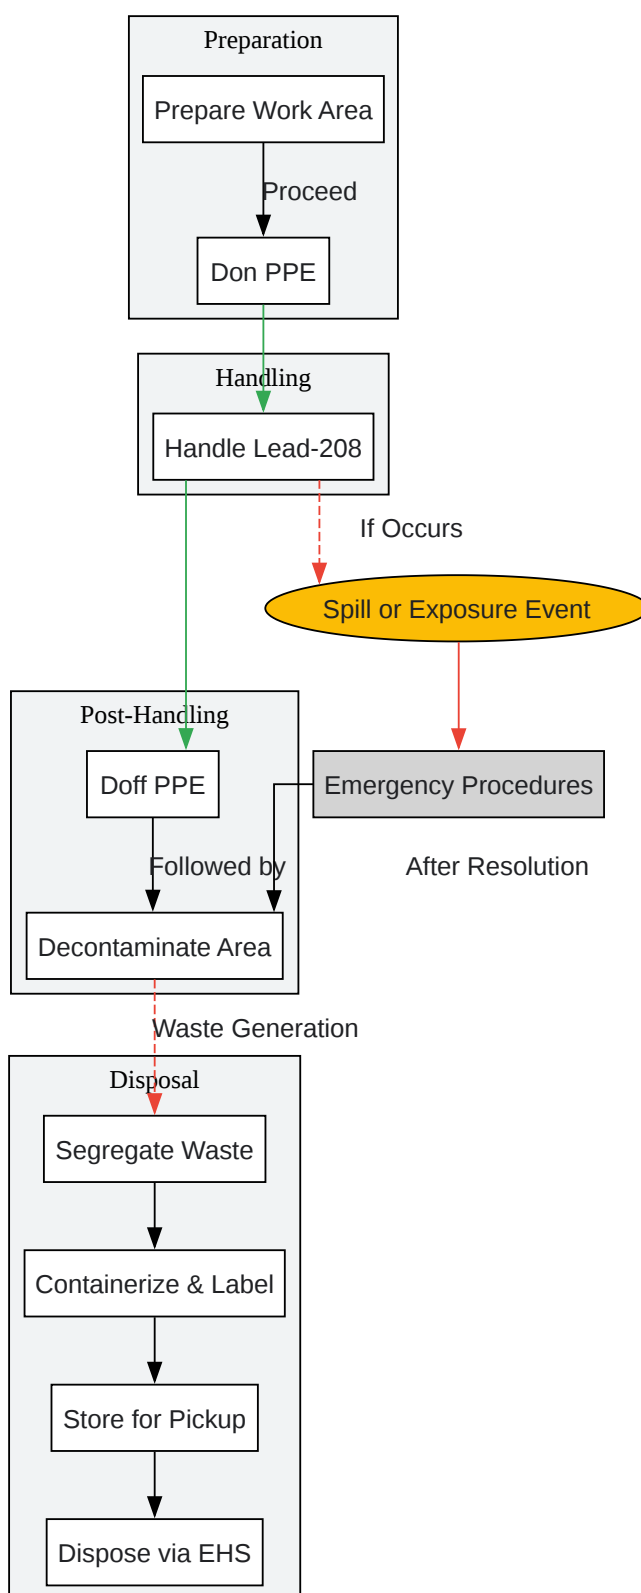 Preparation
Prepare Work Area
Proceed
Don PPE
Handling
Handle Lead-208
If Occurs
Spill or Exposure Event
Post-Handling
Doff PPE
Emergency Procedures
Followed by
After Resolution
Decontaminate Area
Waste Generation
Disposal
Segregate Waste
Containerize & Label
Store for Pickup
Dispose via EHS